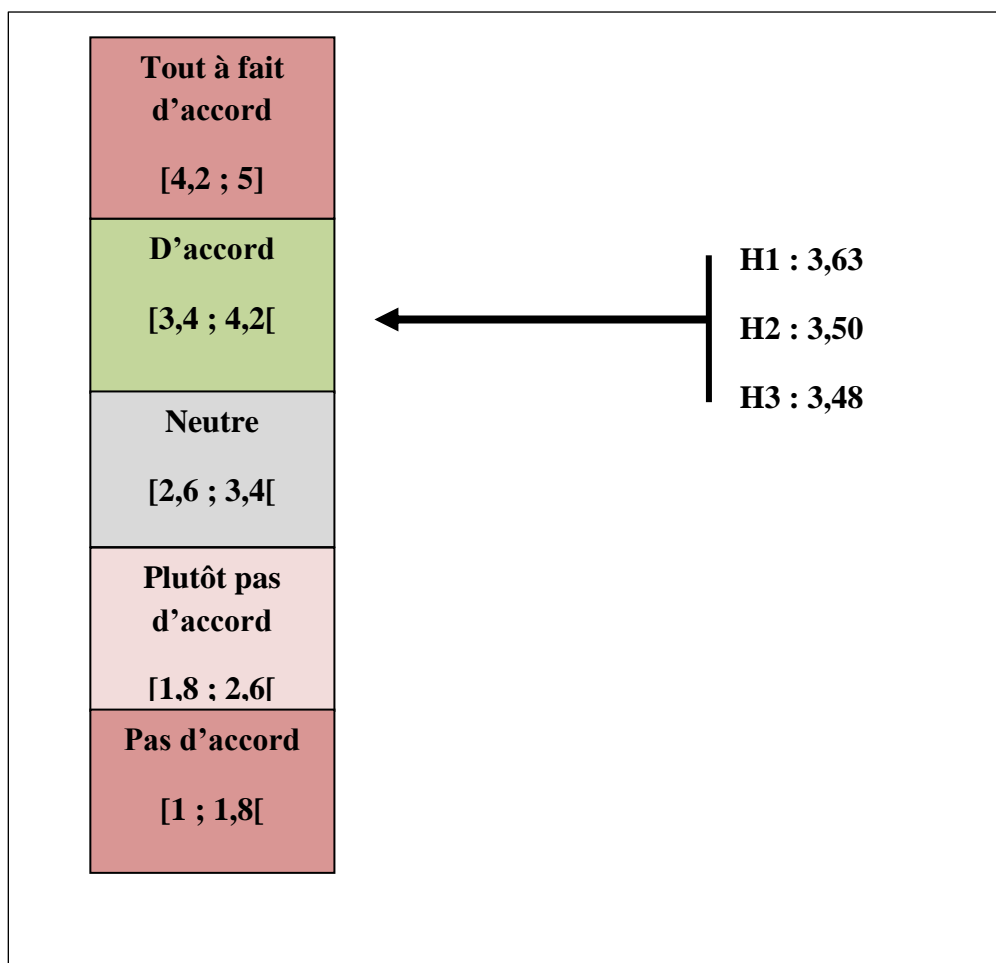 Tout à fait
d’accord
[4,2 ; 5]
D’accord
[3,4 ; 4,2[
Neutre
[2,6 ; 3,4[
Plutôt pas
d’accord
[1,8 ; 2,6[
Pas d’accord
[1 ; 1,8[
H1 : 3,63
H2 : 3,50
H3 : 3,48